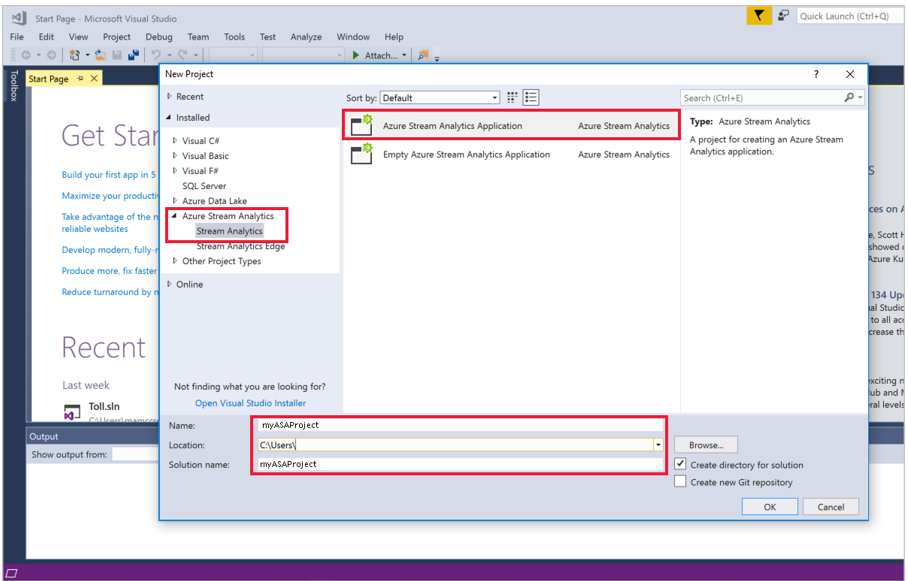 Start Page - Microsoft Visual Studio
Quick Launch (Ctrl+Q)
File Edit View Project Debug Team Tools Test Analyze Window Help
Attach...
Toolbox
Start Page
Get Star
Build your first app in 5
Maximize your productiv
Take advantage of the m
reliable websites
Develop modern, fully-n
Produce more, fix faster
Reduce turnaround by m
Recent
Last week
Toll.sln
C:\Users\mamccr
Output
Show output from:
New Project
? 
Recent
Installed
Visual C#
Visual Basic
Visual F#
SQL Server
Azure Data Lake
Azure Stream Analytics
Stream Analytics
Stream Analytics Edge
Other Project Types
Online
Not finding what you are looking for?
Open Visual Studio Installer
Sort by: Default
Search (Ctrl+E)
Azure Stream Analytics Application Azure Stream Analytics
Empty Azure Stream Analytics Application Azure Stream Analytics
Type: Azure Stream Analytics
A project for creating an Azure Stream
Analytics application.
Name: myASAProject
Location: C:\Users\
Browse...
Solution name: myASAProject
Create directory for solution
Create new Git repository
OK Cancel
S
ces on A
e, Scott H
showed c
Azure Ku
134 Upd
al Studic
to all acc
crease th
xciting n
ub and M
ral levels